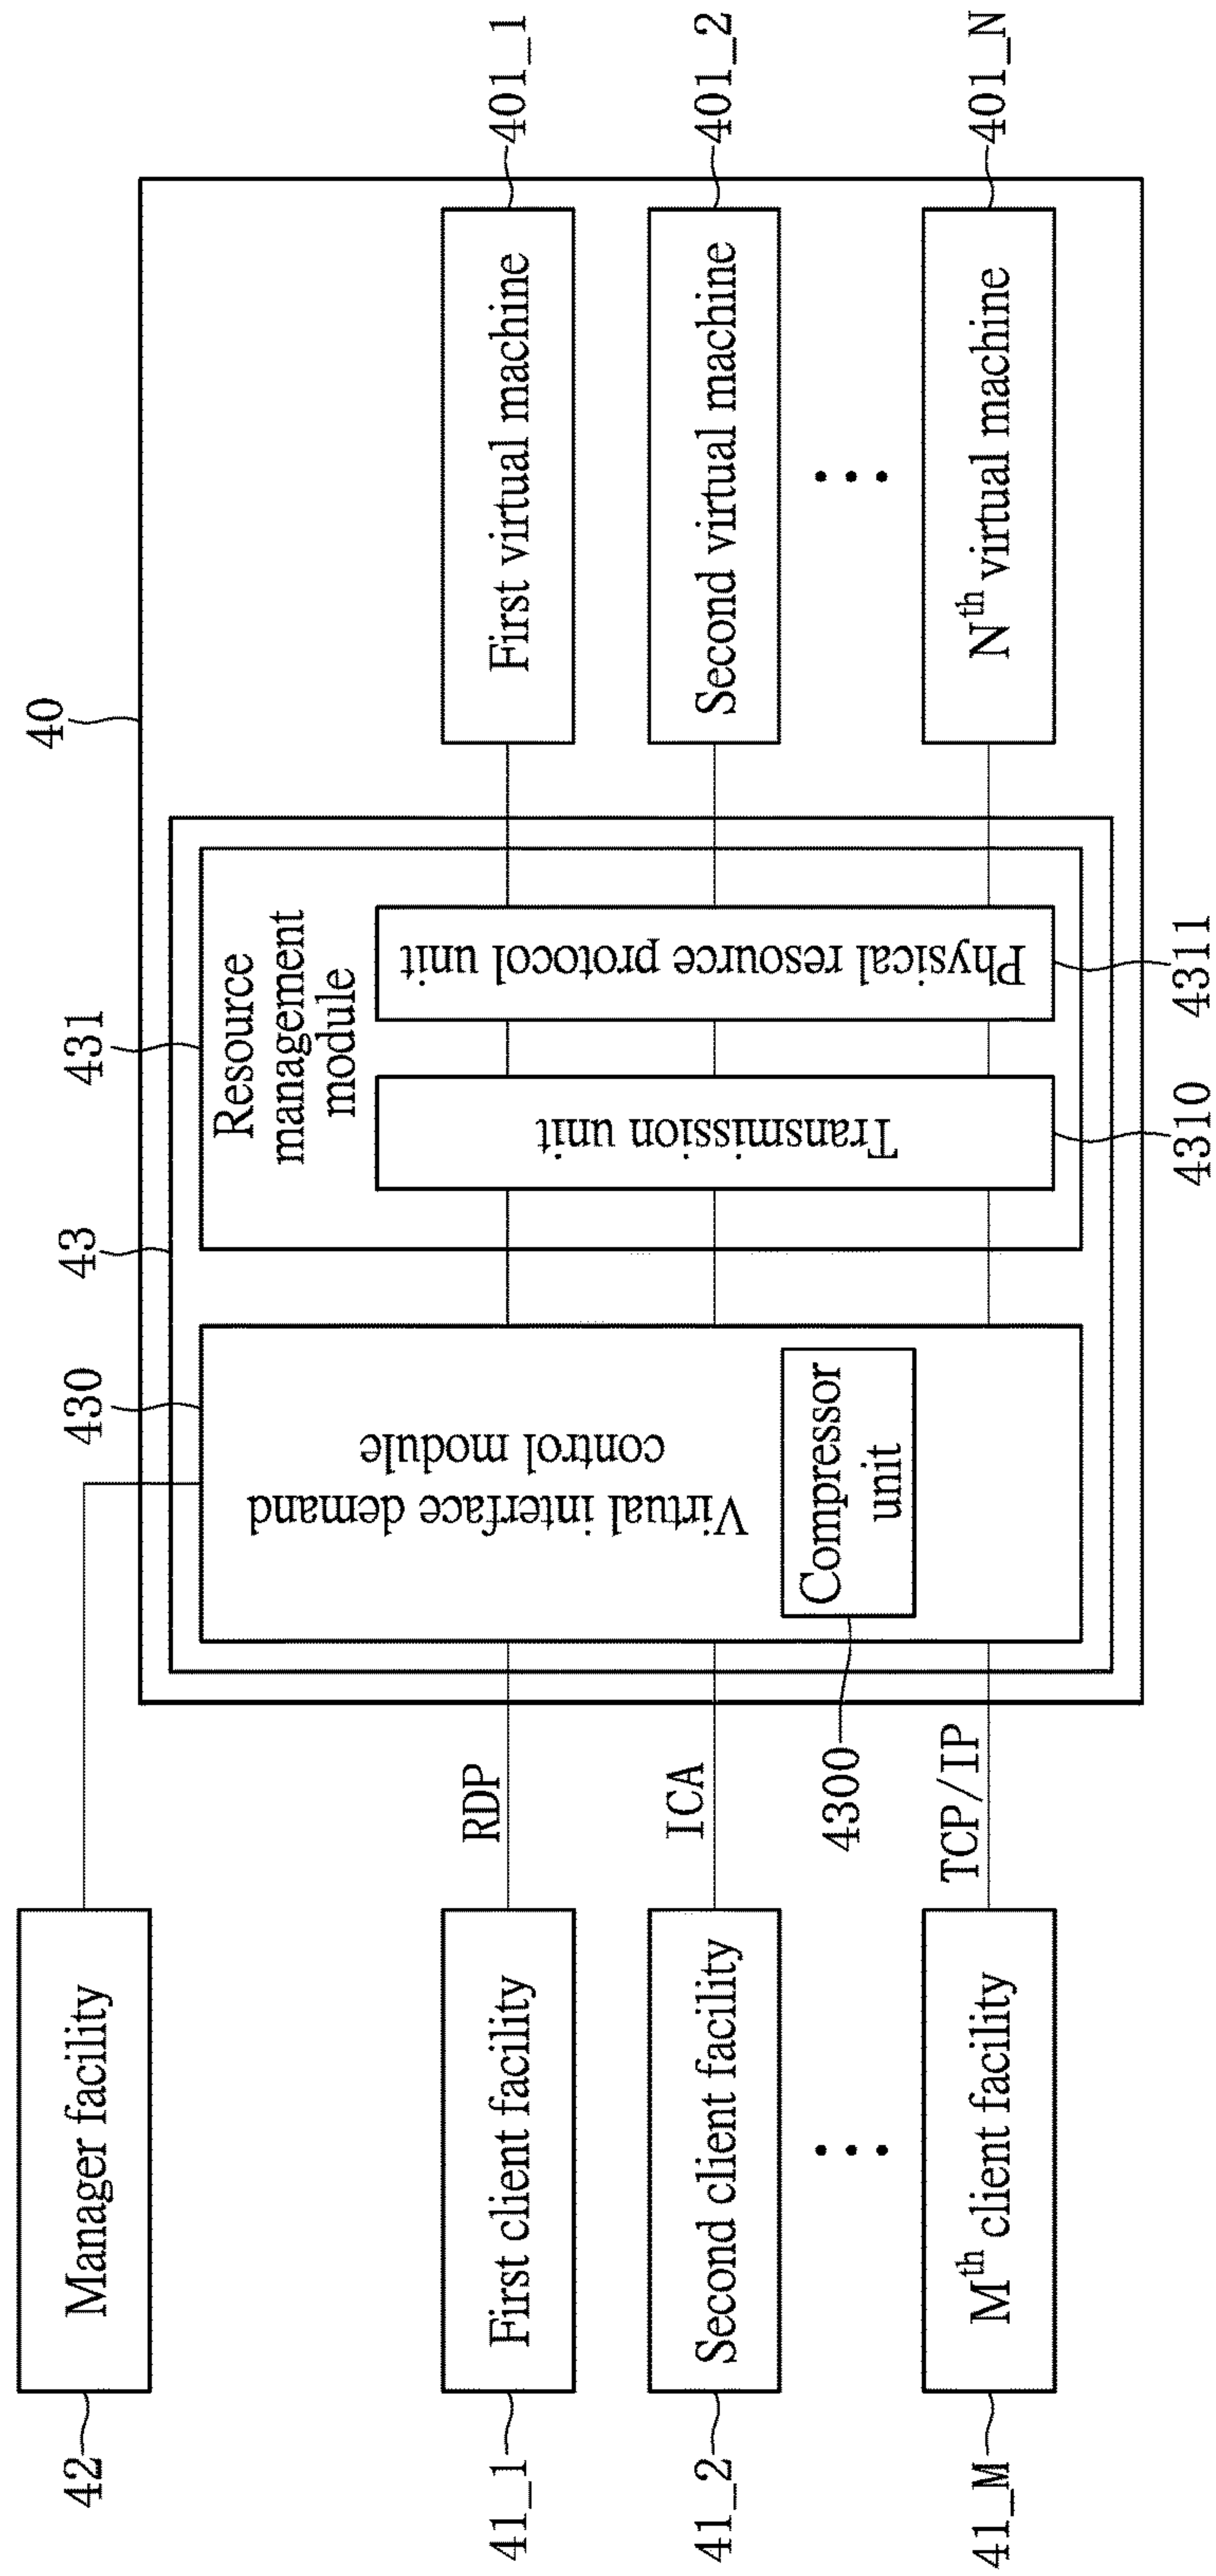 40
42
Manager facility
43
430
431
41_1
First client facility
RDP
Virtual interface demand
control module
Resource
management
module
Transmission unit
Physical resource protocol unit
First virtual machine
401_1
41_2
Second client facility
ICA
Second virtual machine
401_2
Compressor
unit
4300
41_M
Mth client facility
TCP/IP
4310
4311
Nth virtual machine
401_N